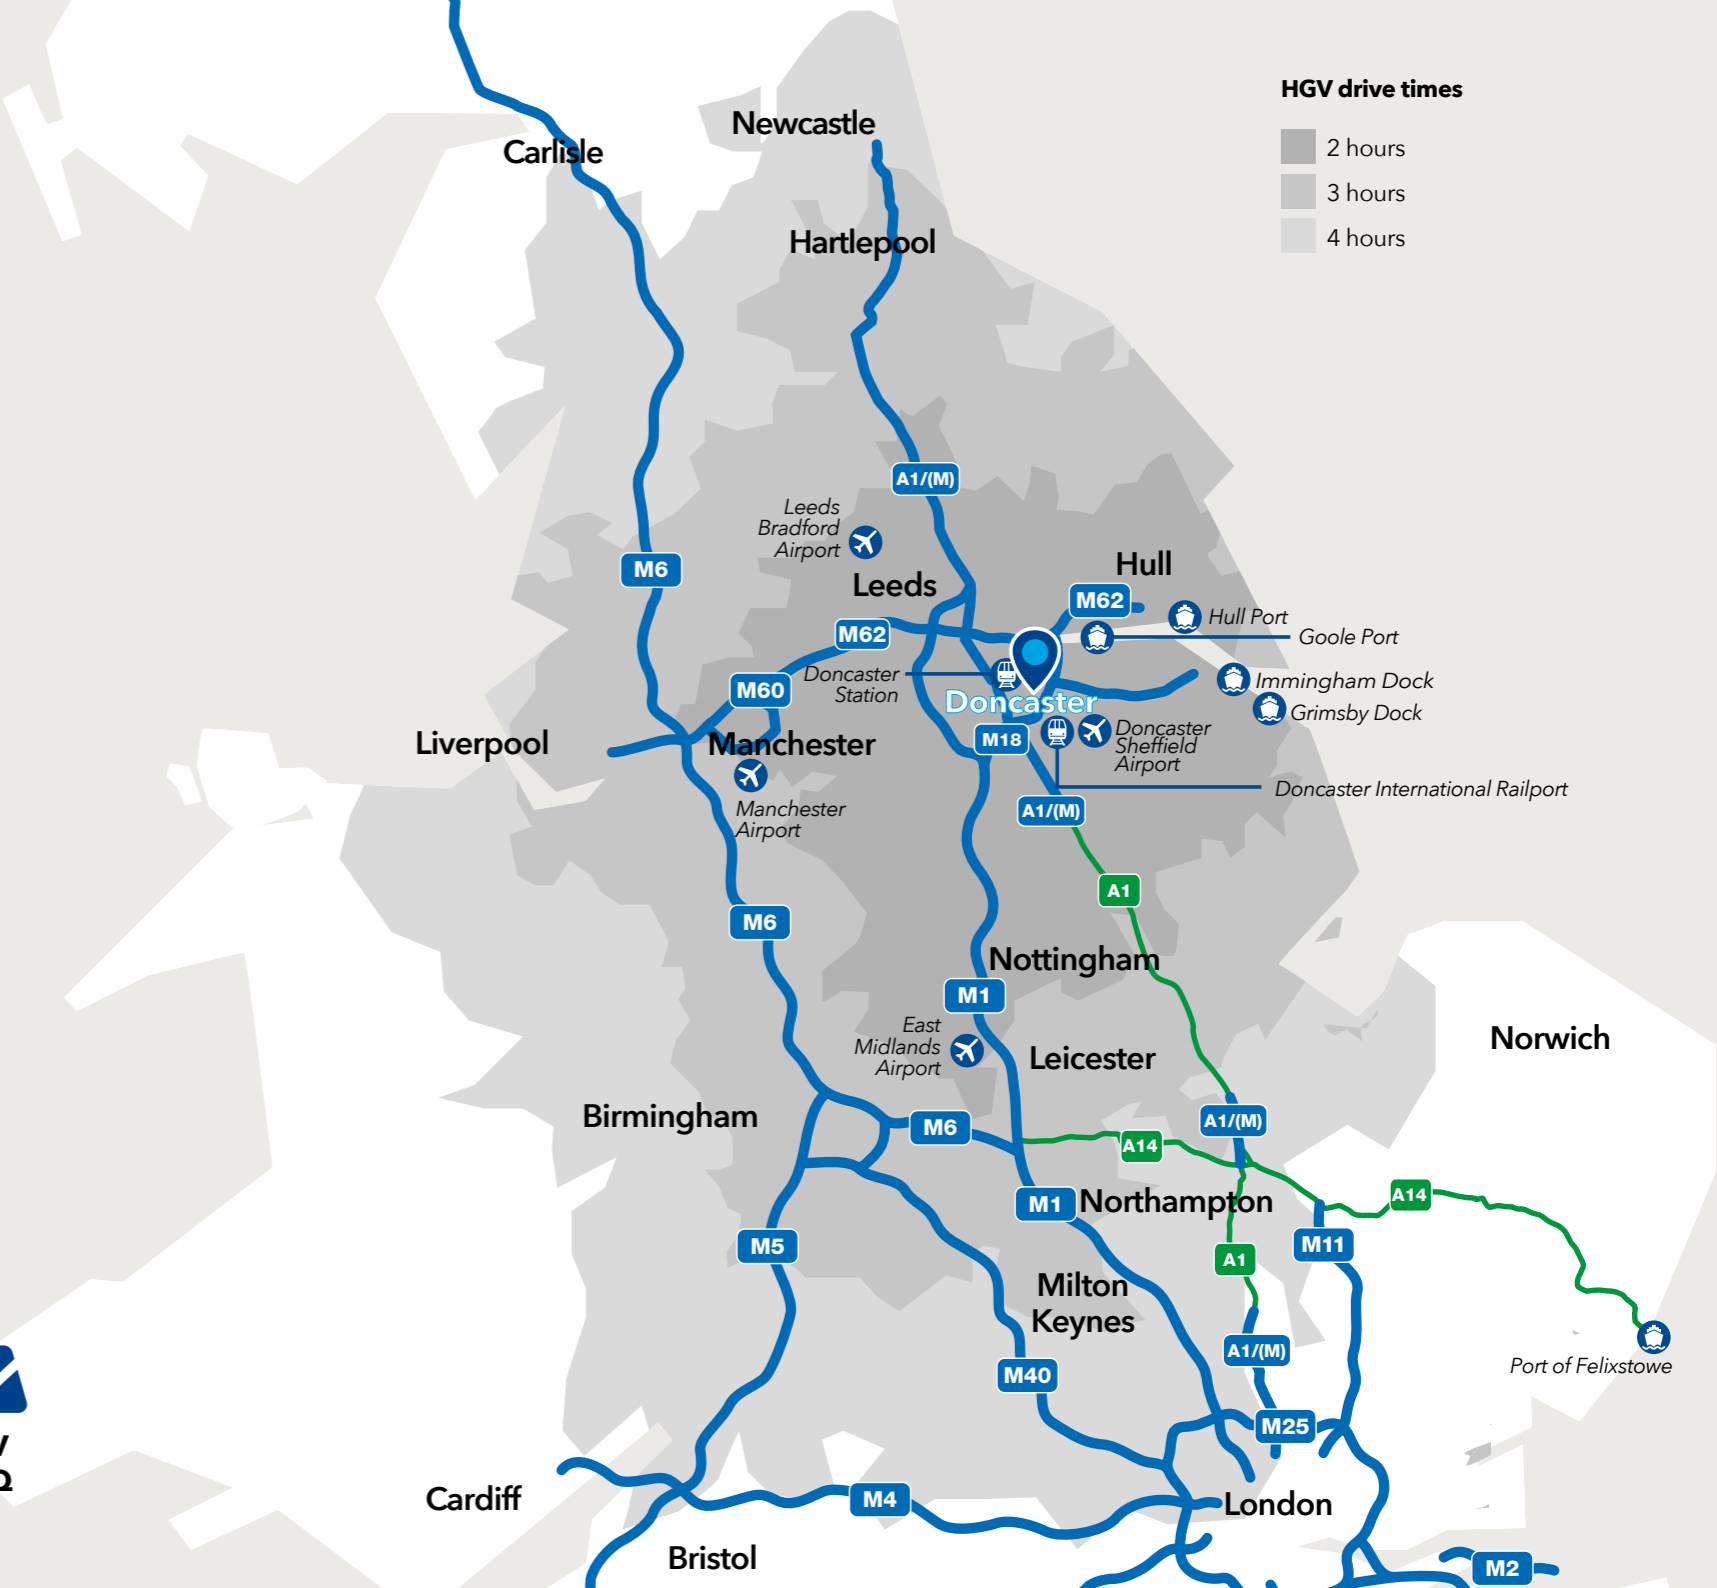 HGV drive times
2 hours
3 hours
4 hours
Newcastle
Carlisle
Hartlepool
A1/(M)
Leeds
Bradford
Airport
M6
Hull
Leeds
M62
M62
Hull Port
Goole Port
Doncaster
Station
M60
Doncaster
Immingham Dock
Grimsby Dock
Liverpool
Manchester
M18
Doncaster
Sheffield
Airport
Manchester
Airport
Doncaster International Railport
A1/(M)
A1
M6
Nottingham
M1
East
Midlands
Airport
Leicester
Norwich
Birmingham
M6
A1/(M)
A14
M1
Northampton
A14
M5
A1
M11
Milton
Keynes
A1/(M)
M40
Port of Felixstowe
M25
Cardiff
M4
London
Bristol
M2